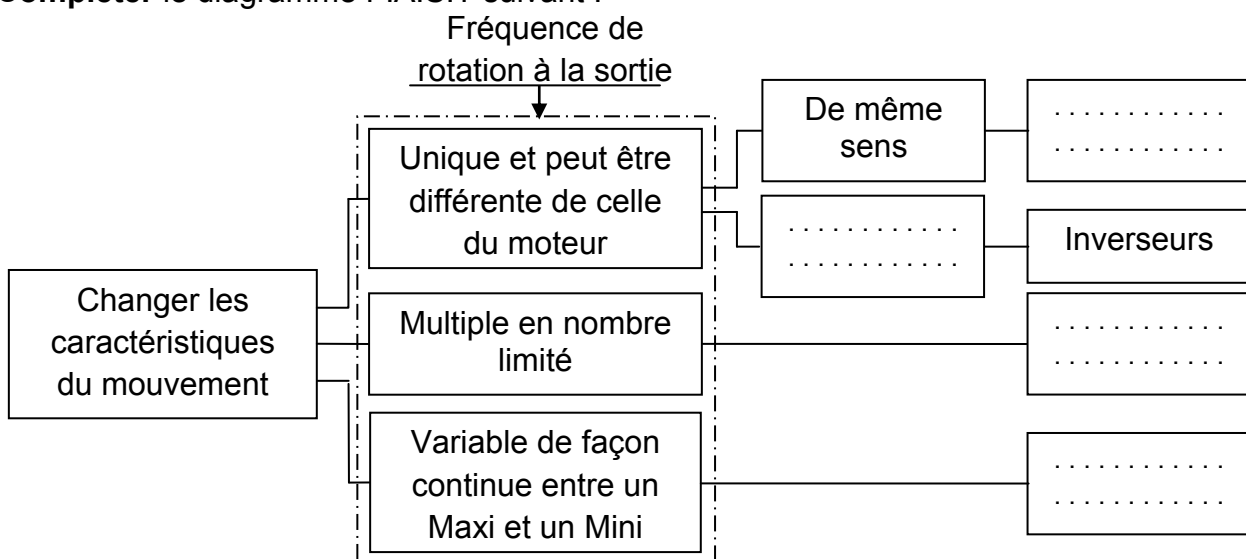 Compléter le diagramme FAIST suivant :
Fréquence de
rotation à la sortie
Unique et peut être
différente de celle
du moteur
De même
sens
. . . . . . . . . . . .
. . . . . . . . . . . .
. . . . . . . . . . . .
. . . . . . . . . . . .
Inverseurs
Changer les
caractéristiques
du mouvement
Multiple en nombre
limité
. . . . . . . . . . . .
. . . . . . . . . . . .
Variable de façon
continue entre un
Maxi et un Mini
. . . . . . . . . . . .
. . . . . . . . . . . .